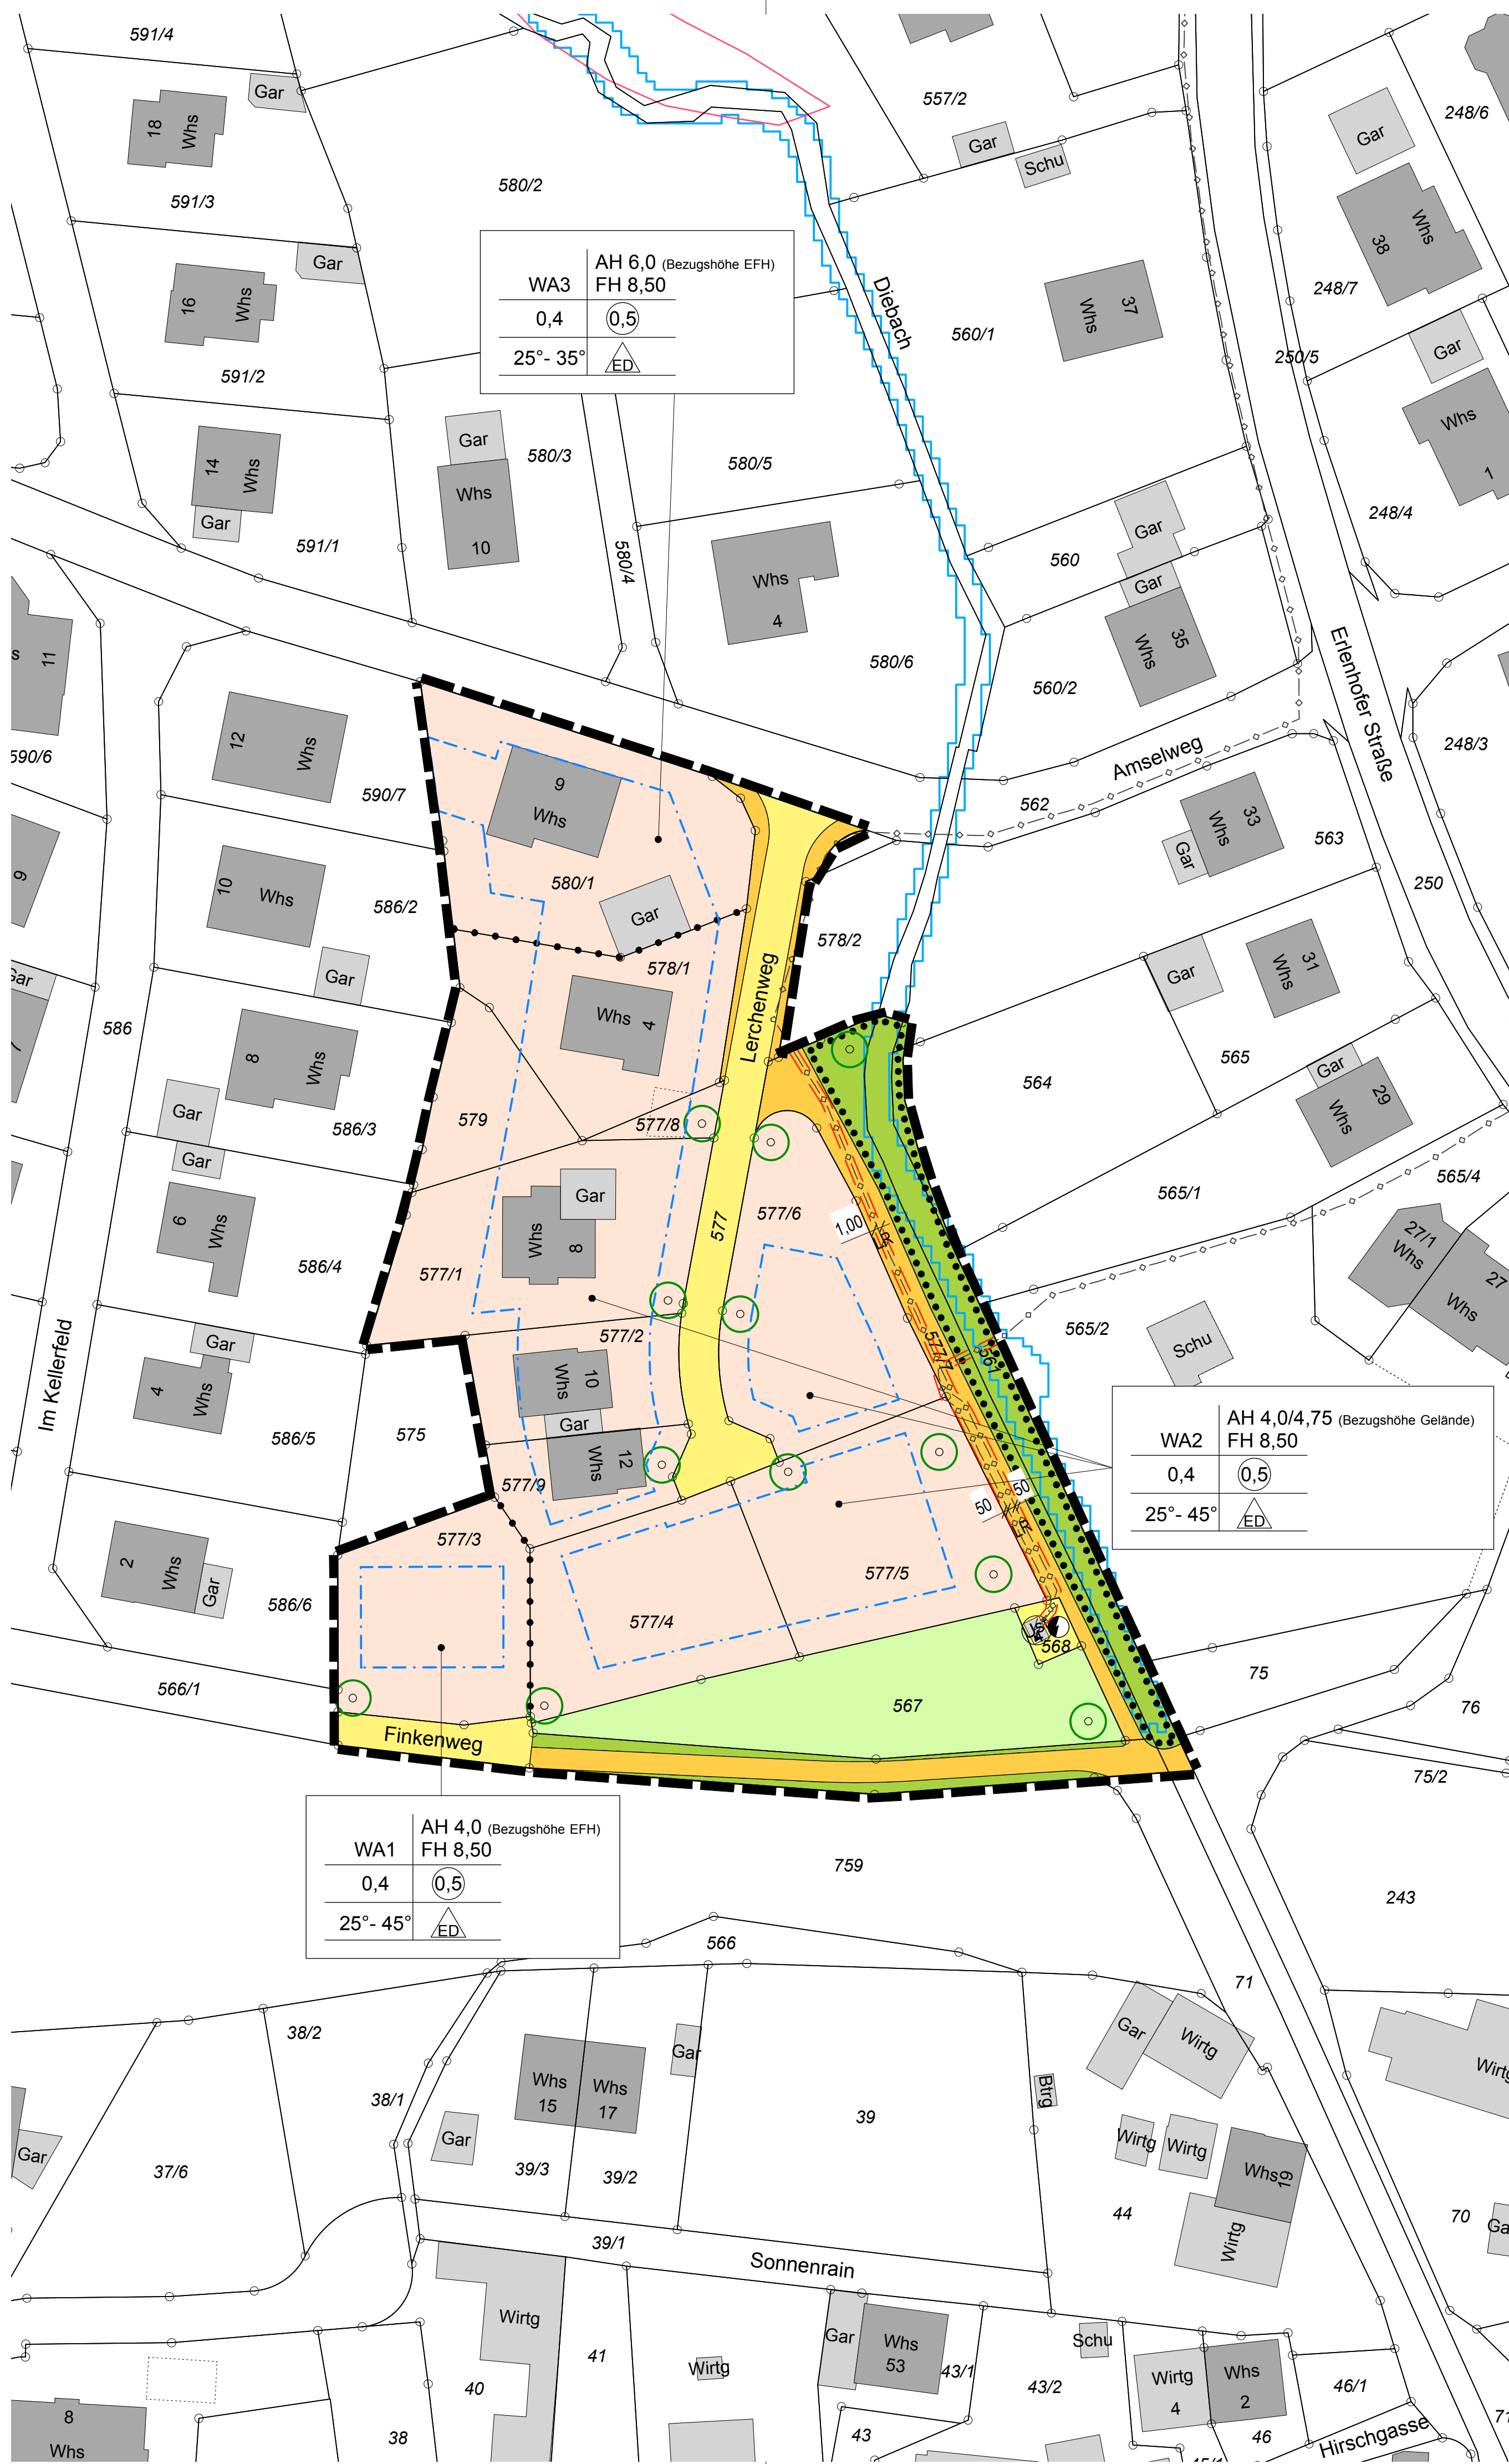 591/4
Gar
557/2
248/6
Gar
18
Whs
Gar
Schu
580/2
591/3
Whs
38
Gar
AH 6,0 (Bezugshöhe EFH)
WA3
FH 8,50
0,4
0,5
25°- 35°
ED
16
Whs
Diebach
248/7
37
Whs
560/1
Gar
250/5
591/2
Whs
1
Gar
580/3
580/5
14
Whs
Whs
10
Gar
591/1
248/4
Gar
560
580/4
Whs
4
Gar
35
Whs
11
580/6
560/2
Erlenhofer Straße
12
Whs
590/6
Amselweg
248/3
9
Whs
590/7
562
33
Whs
Gar
563
9
10
Whs
580/1
250
586/2
Gar
578/2
Gar
578/1
31
Whs
Gar
Gar
Whs
4
Lerchenweg
586
8
Whs
565
Gar
564
29
Whs
Gar
586/3
579
577/8
Gar
565/4
565/1
6
Whs
Gar
577/6
1,00
LR
577
Whs
8
27/1
Whs
27
Whs
586/4
577/1
565/2
577/2
577/7
561
Schu
Im Kellerfeld
Gar
4
Whs
10
Whs
575
586/5
Gar
AH 4,0/4,75 (Bezugshöhe Gelände)
WA2
FH 8,50
0,4
0,5
25°- 45°
ED
12
Whs
577/9
50
50
LR
577/3
2
Whs
Gar
577/5
586/6
577/4
568
75
566/1
567
76
Finkenweg
75/2
AH 4,0 (Bezugshöhe EFH)
WA1
FH 8,50
0,4
0,5
25°- 45°
ED
759
243
566
71
38/2
Gar
Wirtg
Gar
Whs
15
Whs
17
Btrg
38/1
39
Gar
Wirtg
Wirtg
Whs
19
Gar
37/6
39/3
39/2
44
70
Wirtg
39/1
Sonnenrain
Wirtg
Gar
Whs
53
Schu
41
Wirtg
43/1
Wirtg
4
Whs
2
46/1
40
43/2
8
Whs
38
43
46
Hirschgasse